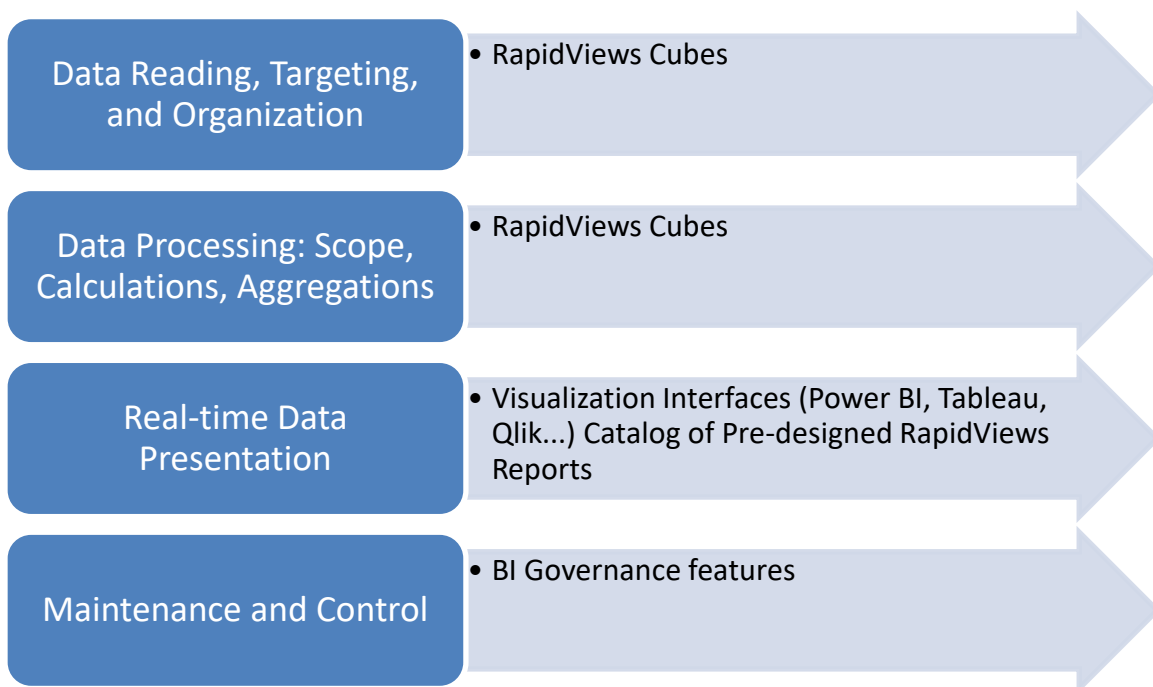 Data Reading, Targeting,
and Organization
• RapidViews Cubes
Data Processing: Scope,
Calculations, Aggregations
• RapidViews Cubes
Real-time Data
Presentation
• Visualization Interfaces (Power BI, Tableau,
Qlik...) Catalog of Pre-designed RapidViews
Reports
Maintenance and Control
• BI Governance features